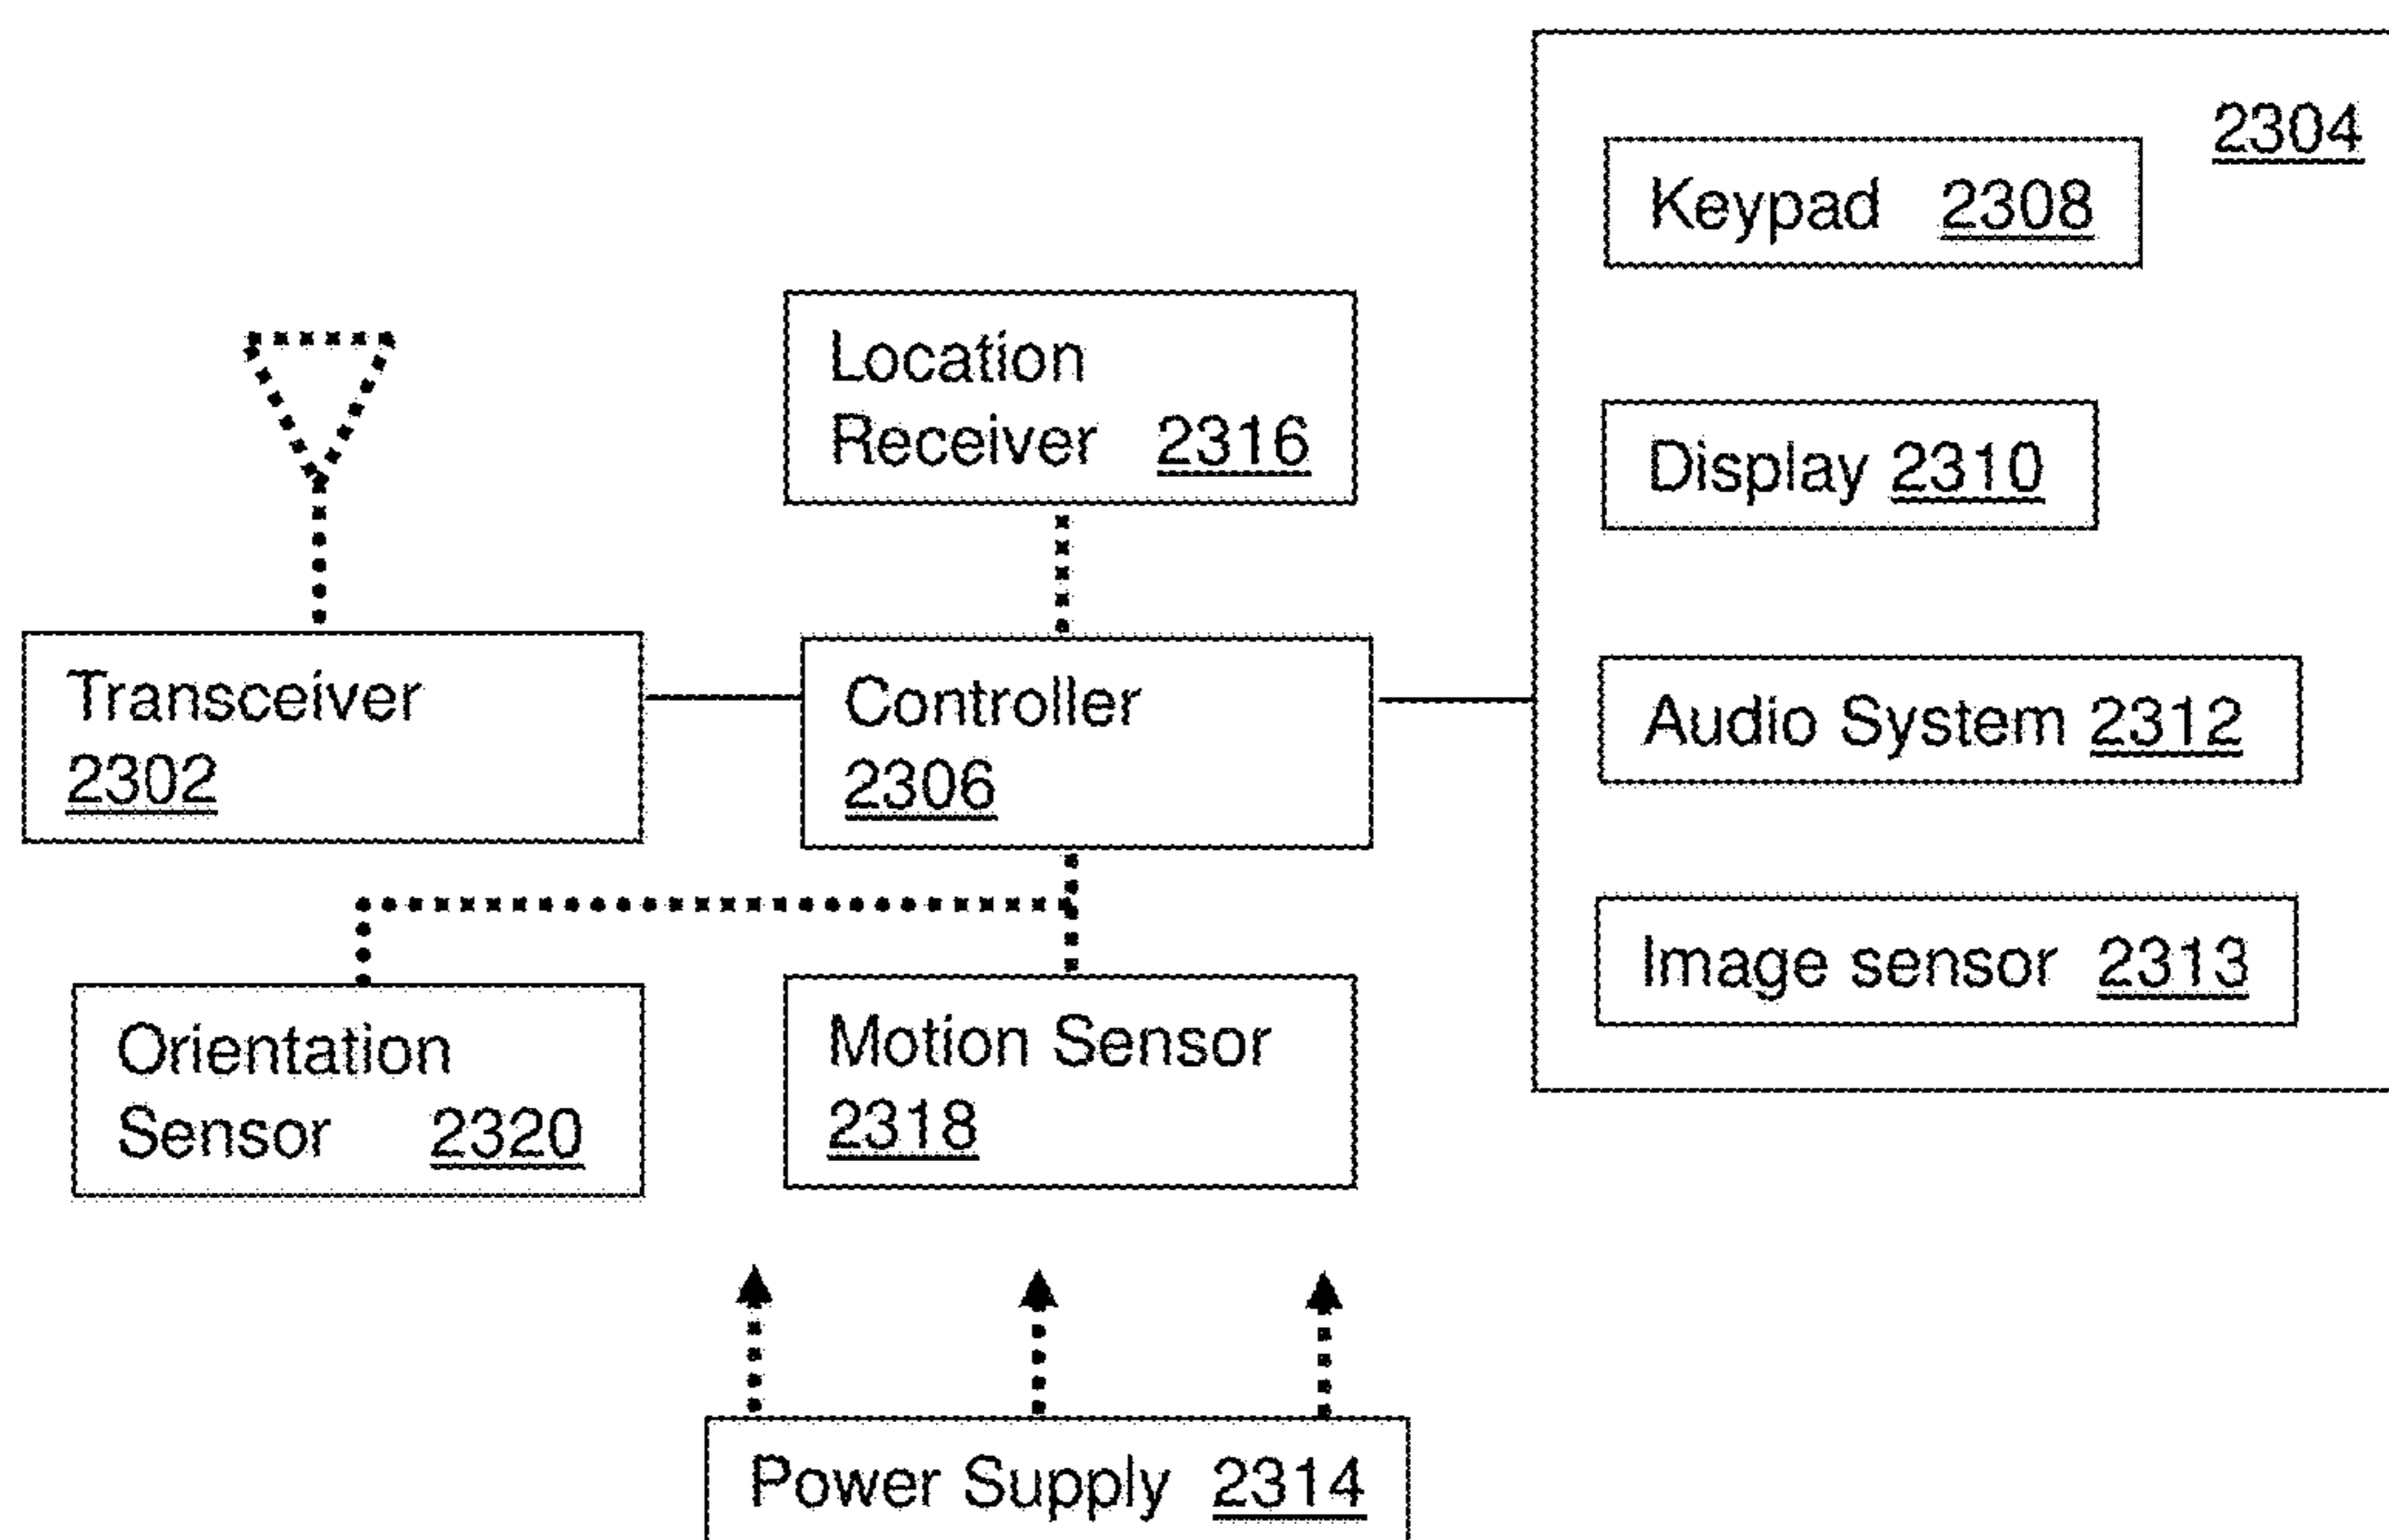 2304
Keypad 2308
Location
Receiver 2316
Display 2310
Transceiver
2302
Controller
2306
Audio System 2312
Image sensor 2313
Orientation
Sensor 2320
Motion Sensor
2318
Power Supply 2314